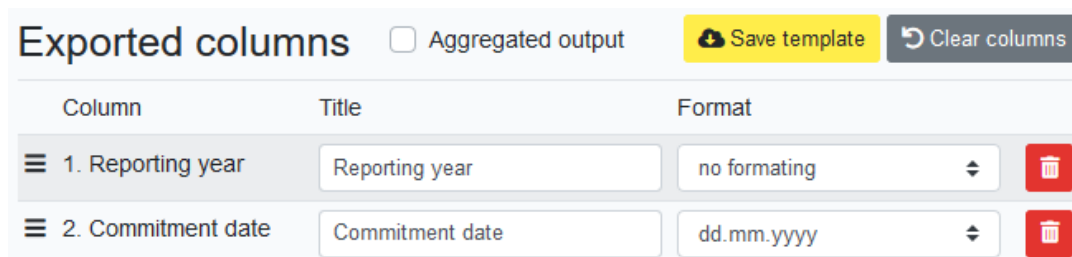 Exported columns Aggregated output Save template Clear columns
Column Title Format
1. Reporting year Reporting year no formating
2. Commitment date Commitment date dd.mm.yyyy